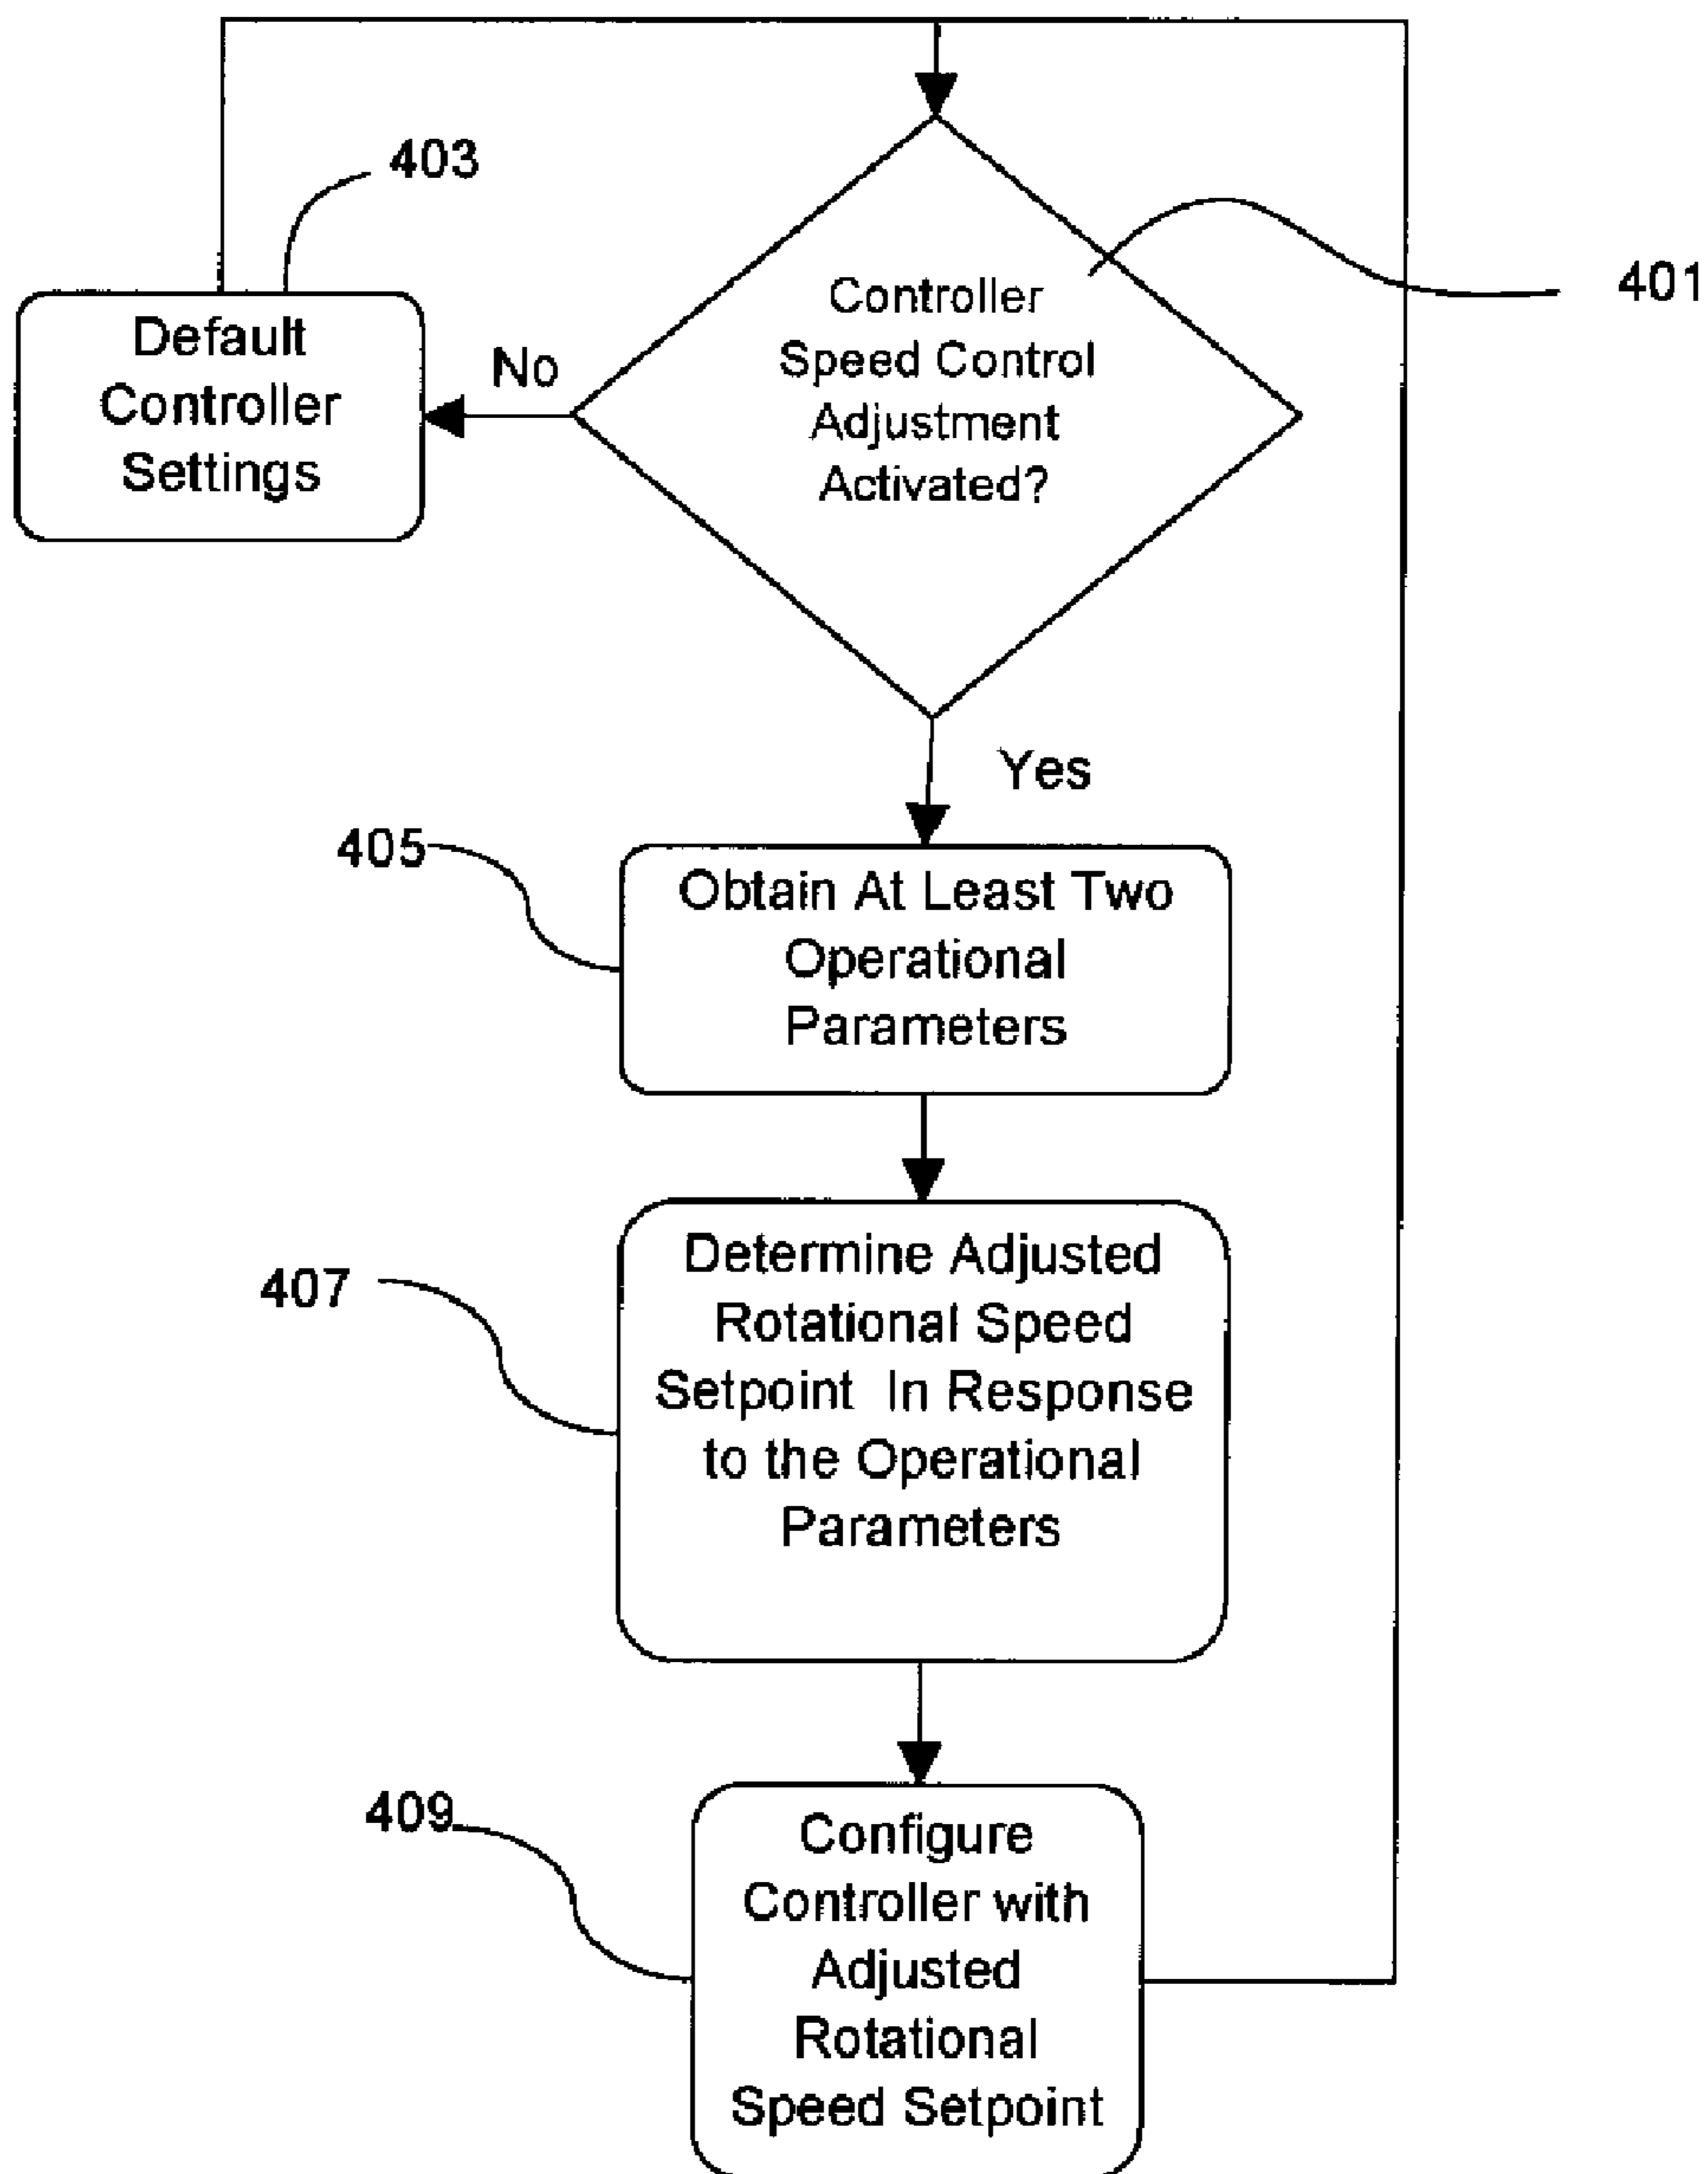 403
401
Default
Controller
Settings
No
Controller
Speed Control
Adjustment
Activated?
Yes
405
Obtain At Least Two
Operational
Parameters
407
Determine Adjusted
Rotational Speed
Setpoint In Response
to the Operational
Parameters
409
Configure
Controller with
Adjusted
Rotational
Speed Setpoint